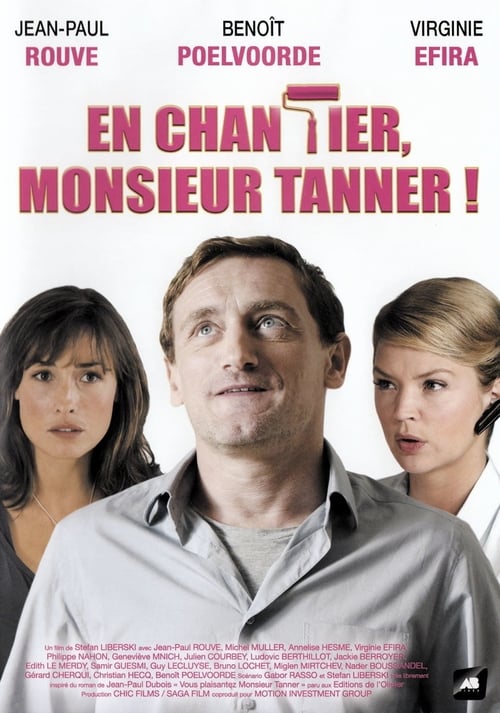 JEAN-PAUL BENOÎT VIRGINIE
ROUVE POELVOORDE EFIRA
EN CHANTIER,
MONSIEUR TANNER !
Un film de Stefan LIBERSKI avec Jean-Paul ROUVE, Michel MULLER, Annelise HESME, Virginie EFIRA
Philippe NAHON, Geneviève MNICH, Julien COURBEY, Ludovic BERTHILLOT, Jackie BERROYER,
Edith LE MERDY, Samir GUESMI, Guy LECLUYSE, Bruno LOCHET, Miglen MIRTCHEV, Nader BOUSSANDEL,
Gérard CHERQUI, Christian HECQ, Benoît POELVOORDE Scénario Gabor RASSO et Stefan LIBERSKI librement
inspiré du roman de Jean-Paul Dubois « Vous plaisantez Monsieur Tanner » paru aux Editions de l'Olivier
Production CHIC FILMS / SAGA FILM coproduit pour MOTION INVESTMENT GROUP
AB
VIDEO